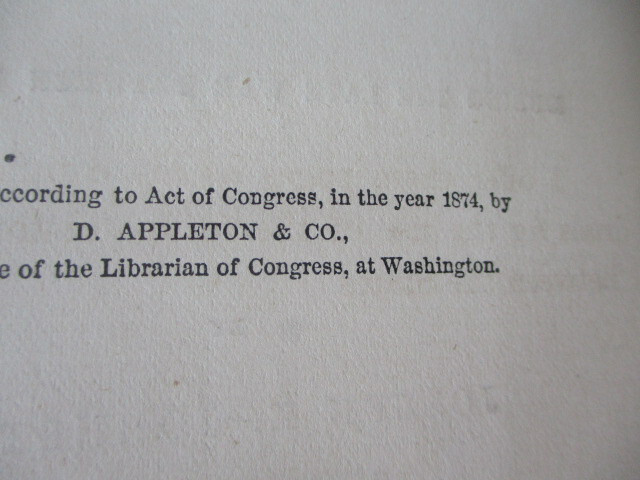 ccording to Act of Congress, in the year 1874, by
D. APPLETON & CO.,
e of the Librarian of Congress, at Washington.